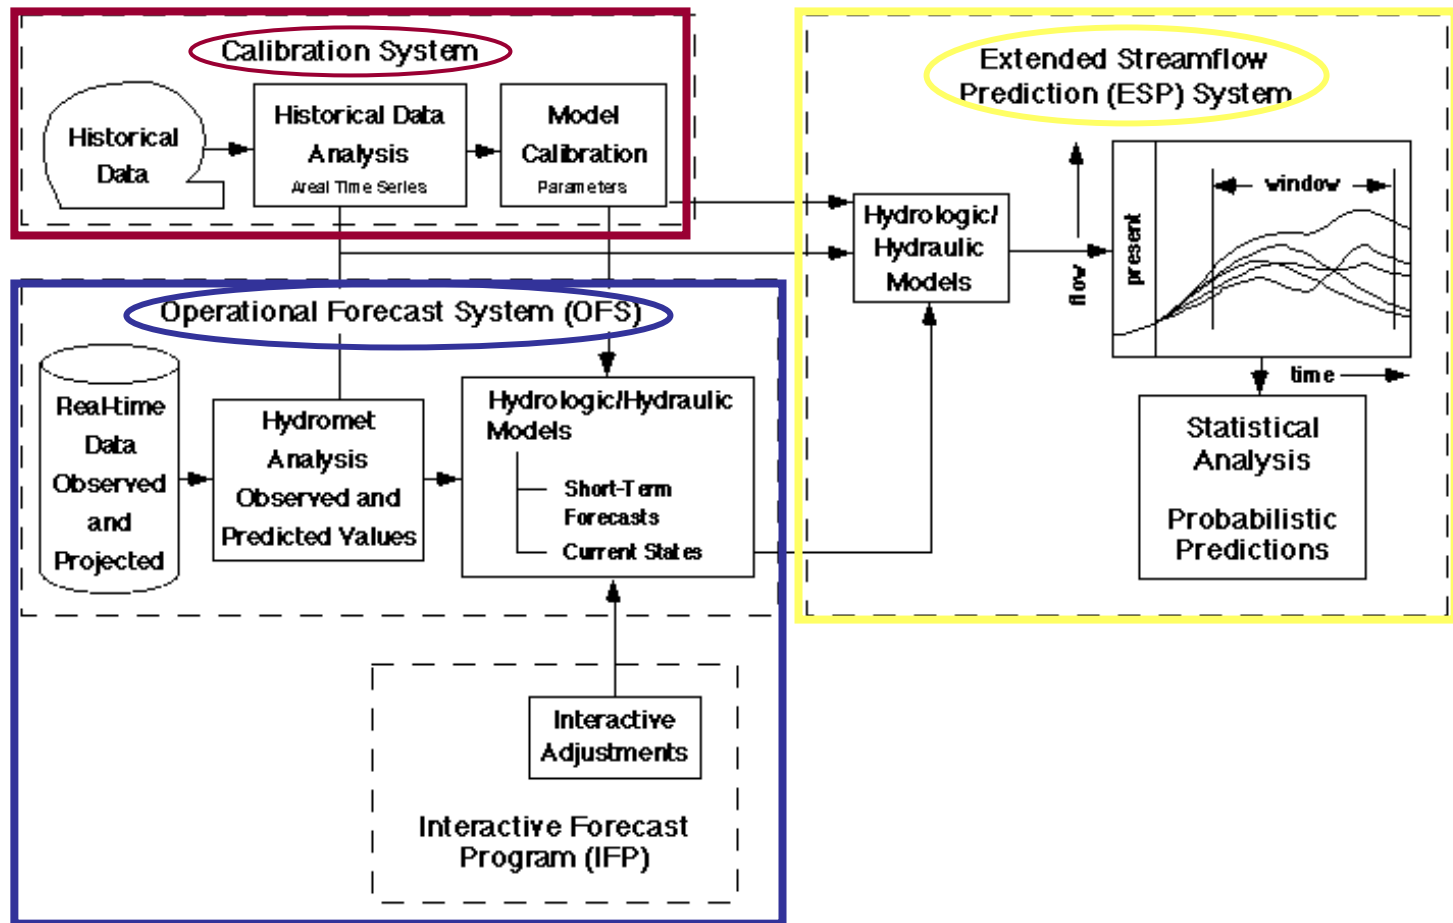 Calibration System
Historical
Data
Historical Data
Analysis
Areal Time Series
Model
Calibration
Parameters
Operational Forecast System (OFS)
Real-time
Data
Observed
and
Projected
Hydromet
Analysis
Observed and
Predicted Values
Hydrologic/Hydraulic
Models
Short-Term
Forecasts
Current States
Interactive
Adjustments
Interactive Forecast
Program (IFP)
Extended Streamflow
Prediction (ESP) System
Hydrologic/
Hydraulic
Models
flow
present
window
time
Statistical
Analysis
Probabilistic
Predictions